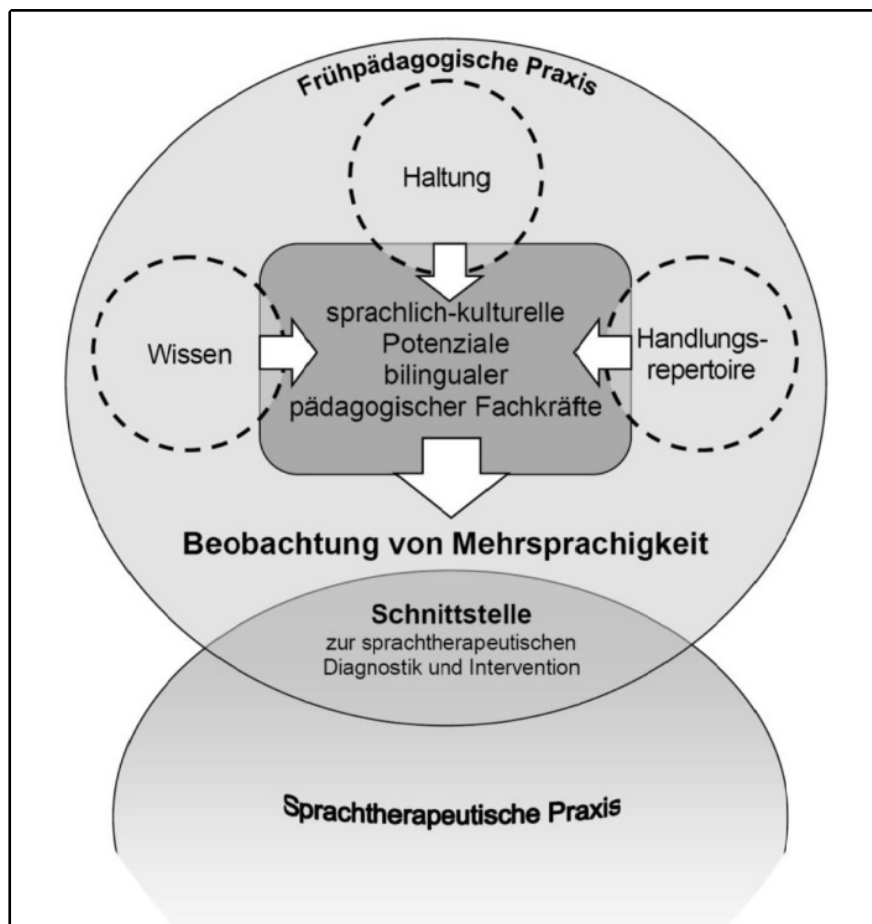 Frühpädagogische Praxis
Haltung
Wissen
sprachlich-kulturelle
Potenziale
bilingualer
pädagogischer Fachkräfte
Handlungs-
repertoire
Beobachtung von Mehrsprachigkeit
Schnittstelle
zur sprachtherapeutischen
Diagnostik und Intervention
Sprachtherapeutische Praxis